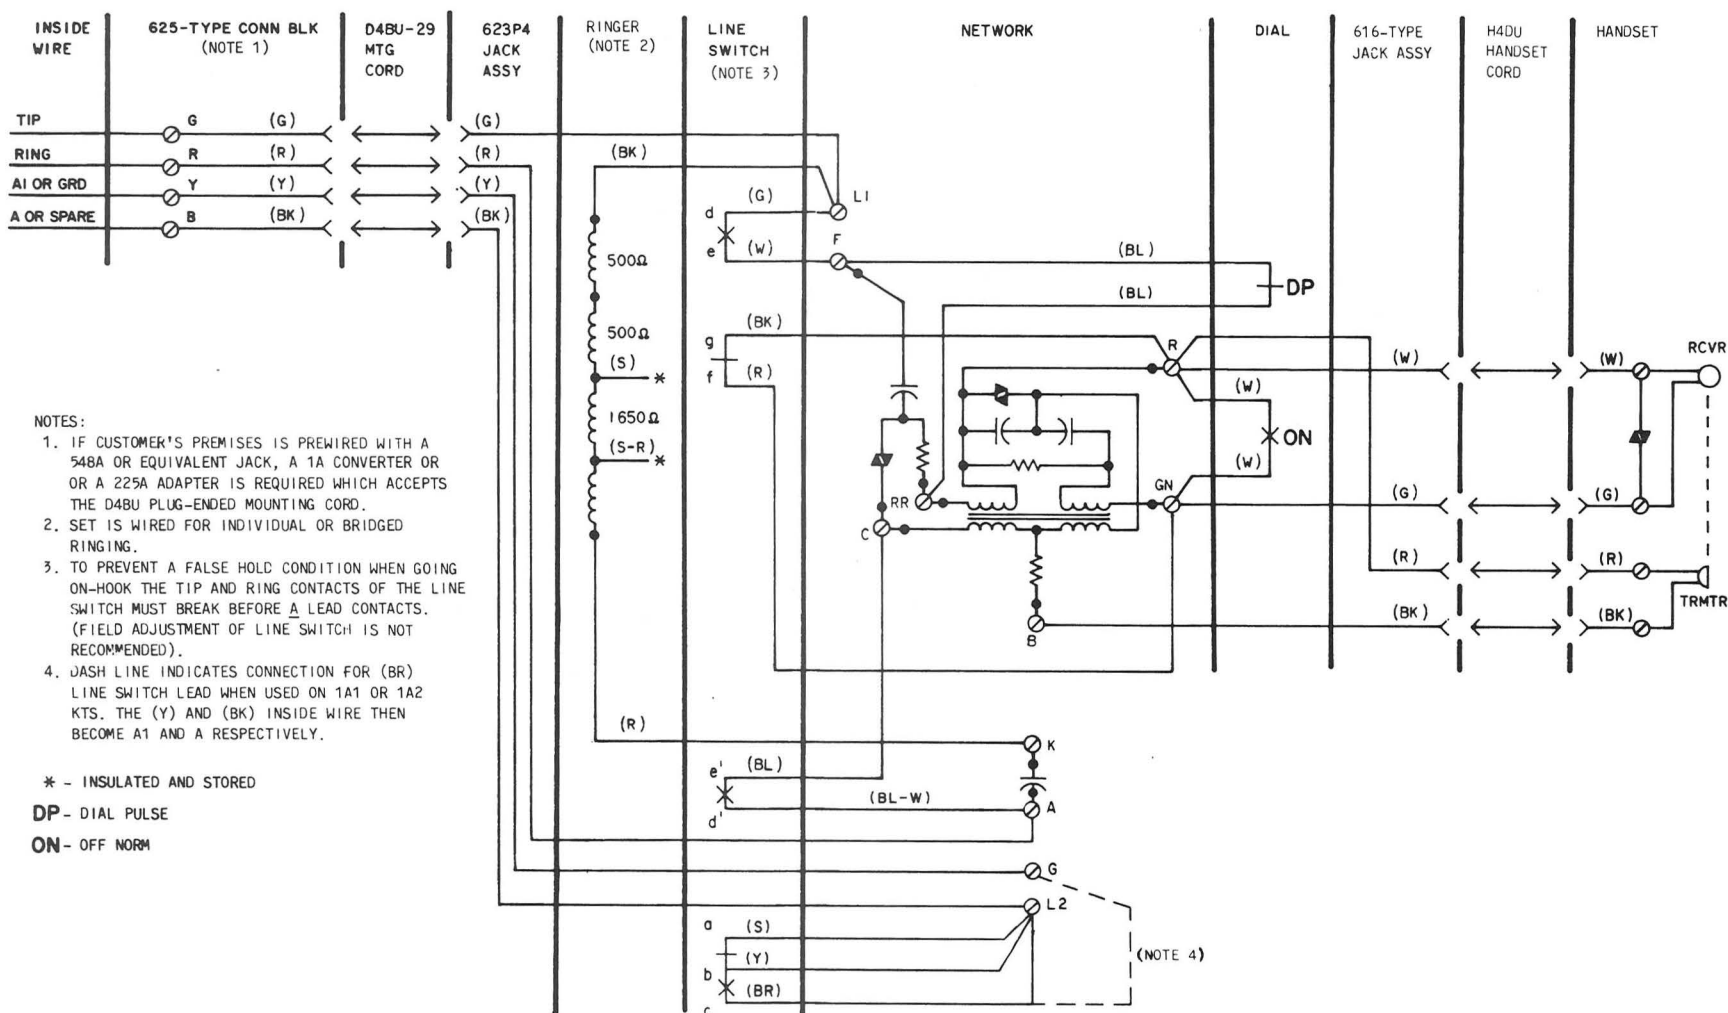 INSIDE
WIRE
625-TYPE CONN BLK
(NOTE 1)
D4BU-29
MTG
CORD
623P4
JACK
ASSY
RINGER
(NOTE 2)
LINE
SWITCH
(NOTE 3)
NETWORK
DIAL
616-TYPE
JACK ASSY
H4DU
HANDSET
CORD
HANDSET
TIP
G
(G)
(G)
RING
R
(R)
(R)
A1 OR GRD
Y
(Y)
(Y)
A OR SPARE
B
(BK)
(BK)
(BK)
500Ω
500Ω
(S)
*
1650Ω
(S-R)
*
(R)
d
(G)
e
(W)
L1
F
(BL)
(BL)
DP
g
(BK)
f
(R)
R
(W)
(W)
RCVR
(W)
ON
(W)
GN
(G)
(G)
RR
C
(R)
(R)
TRMTR
(BK)
(BK)
B
K
e'
(BL)
(BL-W)
d'
A
G
L2
a
(S)
(Y)
b
(BR)
c
(NOTE 4)
NOTES:
1. IF CUSTOMER'S PREMISES IS PREWIRED WITH A
548A OR EQUIVALENT JACK, A 1A CONVERTER OR
OR A 225A ADAPTER IS REQUIRED WHICH ACCEPTS
THE D4BU PLUG-ENDED MOUNTING CORD.
2. SET IS WIRED FOR INDIVIDUAL OR BRIDGED
RINGING.
3. TO PREVENT A FALSE HOLD CONDITION WHEN GOING
ON-HOOK THE TIP AND RING CONTACTS OF THE LINE
SWITCH MUST BREAK BEFORE A LEAD CONTACTS.
(FIELD ADJUSTMENT OF LINE SWITCH IS NOT
RECOMMENDED).
4. DASH LINE INDICATES CONNECTION FOR (BR)
LINE SWITCH LEAD WHEN USED ON 1A1 OR 1A2
KTS. THE (Y) AND (BK) INSIDE WIRE THEN
BECOME A1 AND A RESPECTIVELY.
* - INSULATED AND STORED
DP - DIAL PULSE
ON - OFF NORM